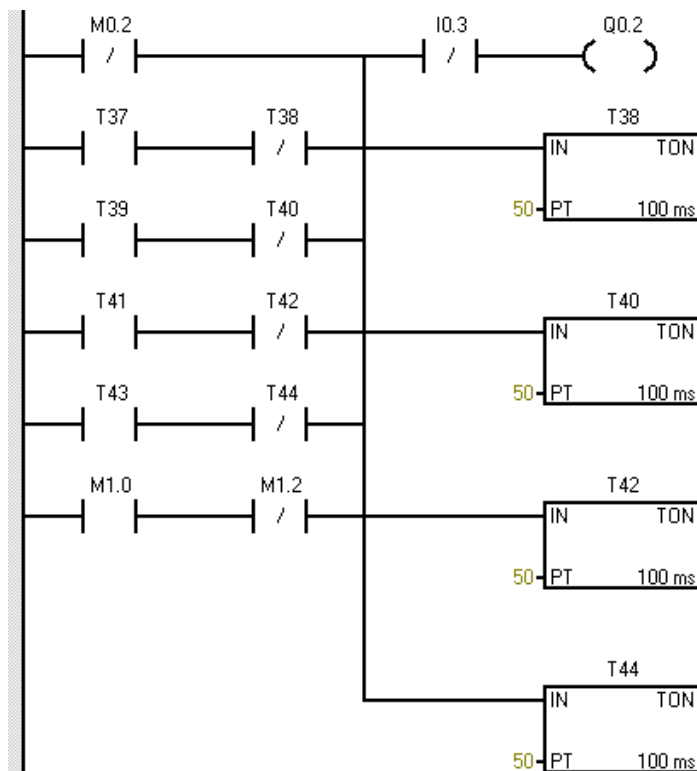 M0.2 I0.3 Q0.2
/ /
T37 T38 T38
/ IN TON
50 PT 100 ms
T39 T40
/
T41 T42 T40
/ IN TON
50 PT 100 ms
T43 T44
/
M1.0 M1.2 T42
/ IN TON
50 PT 100 ms
T44
IN TON
50 PT 100 ms